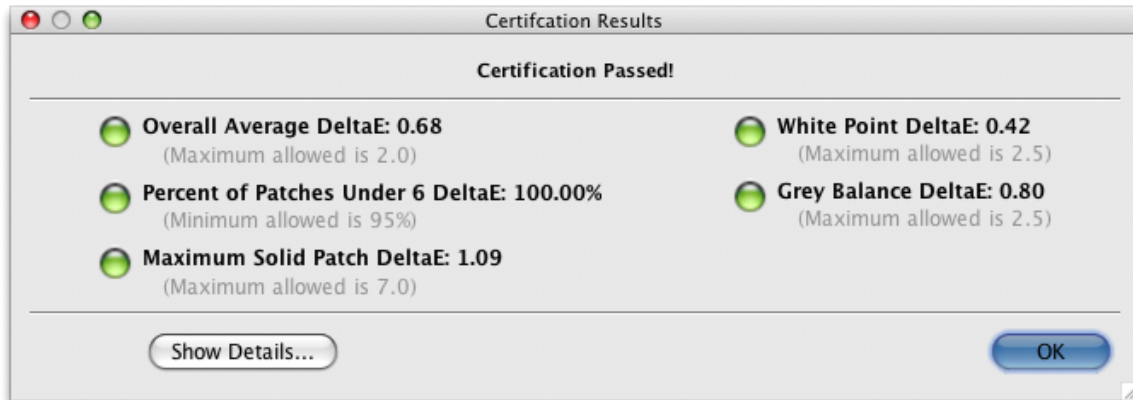 Certifcation Results
Certification Passed!
Overall Average DeltaE: 0.68
(Maximum allowed is 2.0)
Percent of Patches Under 6 DeltaE: 100.00%
(Minimum allowed is 95%)
Maximum Solid Patch DeltaE: 1.09
(Maximum allowed is 7.0)
White Point DeltaE: 0.42
(Maximum allowed is 2.5)
Grey Balance DeltaE: 0.80
(Maximum allowed is 2.5)
Show Details...
OK